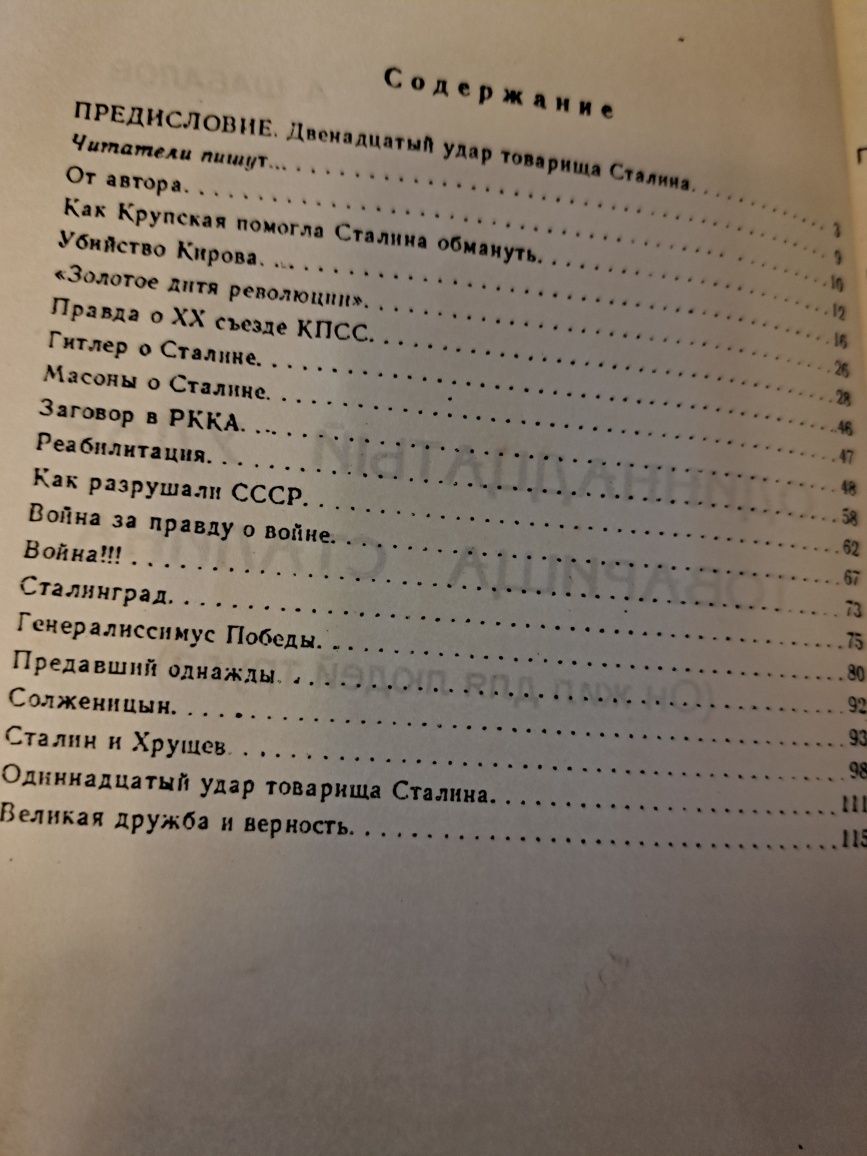 Содержание
ПРЕДИСЛОВИЕ. Двенадцатый удар товарища Сталина. 3
Читатели пишут... 9
От автора. 10
Как Крупская помогла Сталина обмануть. 12
Убийство Кирова. 16
«Золотое дитя революции». 26
Правда о XX съезде КПСС. 28
Гитлер о Сталине. 46
Масоны о Сталине. 47
Заговор в РККА. 48
Реабилитация. 58
Как разрушали СССР. 62
Война за правду о войне. 67
Война!!! 73
Сталинград. 75
Генералиссимус Победы. 80
Предавший однажды. 92
Солженицын. 93
Сталин и Хрущев 98
Одиннадцатый удар товарища Сталина. 111
Великая дружба и верность. 115